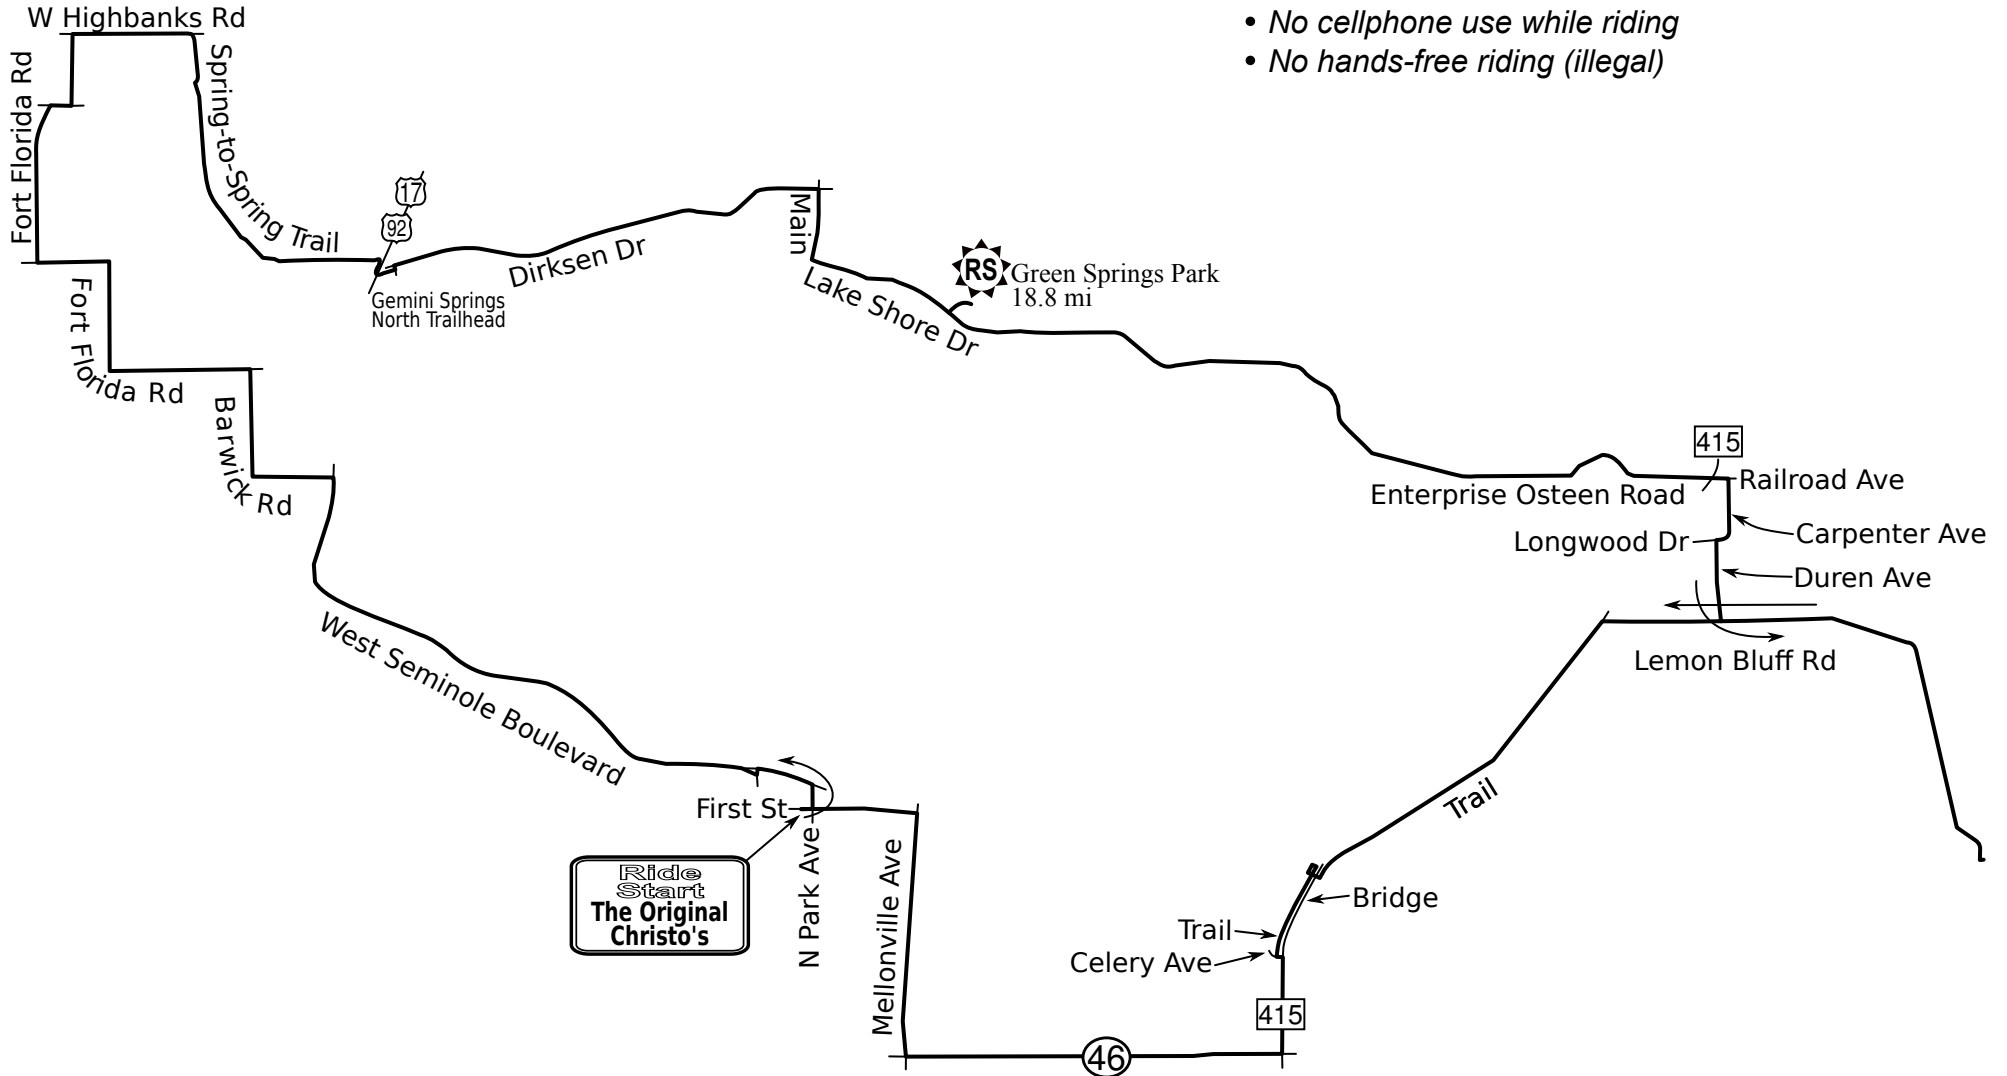 W Highbanks Rd
• No cellphone use while riding
• No hands-free riding (illegal)
Fort Florida Rd
Spring-to-Spring Trail
17
92
Gemini Springs
North Trailhead
Dirksen Dr
Main
Lake Shore Dr
RS
Green Springs Park
18.8 mi
Fort Florida Rd
Barwick Rd
West Seminole Boulevard
415
Enterprise Osteen Road
Railroad Ave
Carpenter Ave
Longwood Dr
Duren Ave
Lemon Bluff Rd
Trail
Bridge
Trail
Celery Ave
415
46
First St
N Park Ave
Mellonville Ave
Ride
Start
The Original
Christo's